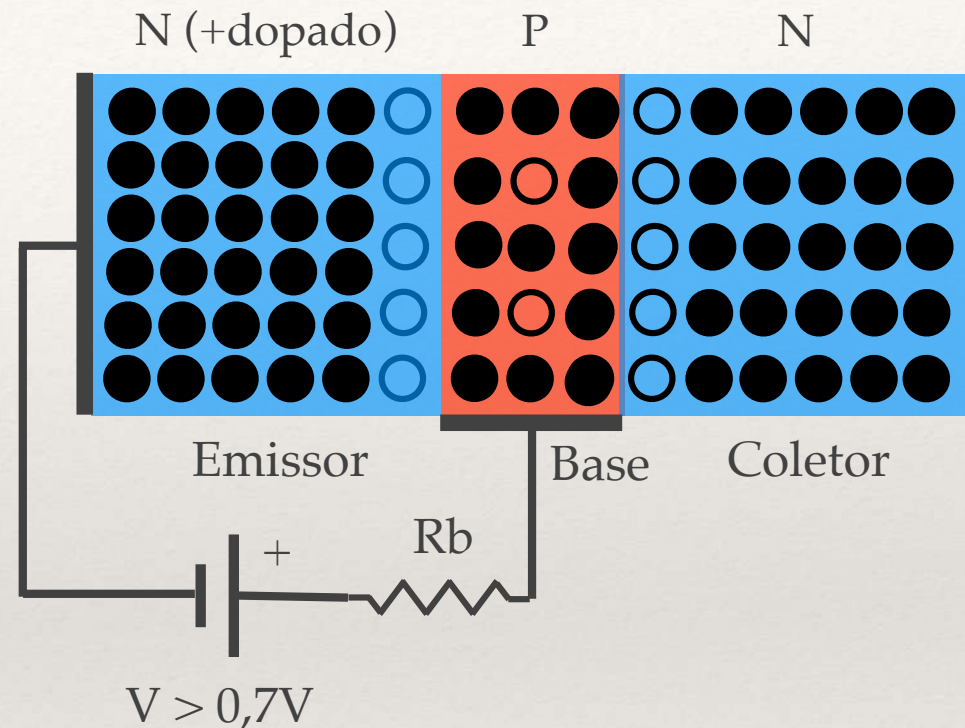 N (+dopado)
P
N
Emissor
Base
Coletor
+
Rb
V > 0,7V